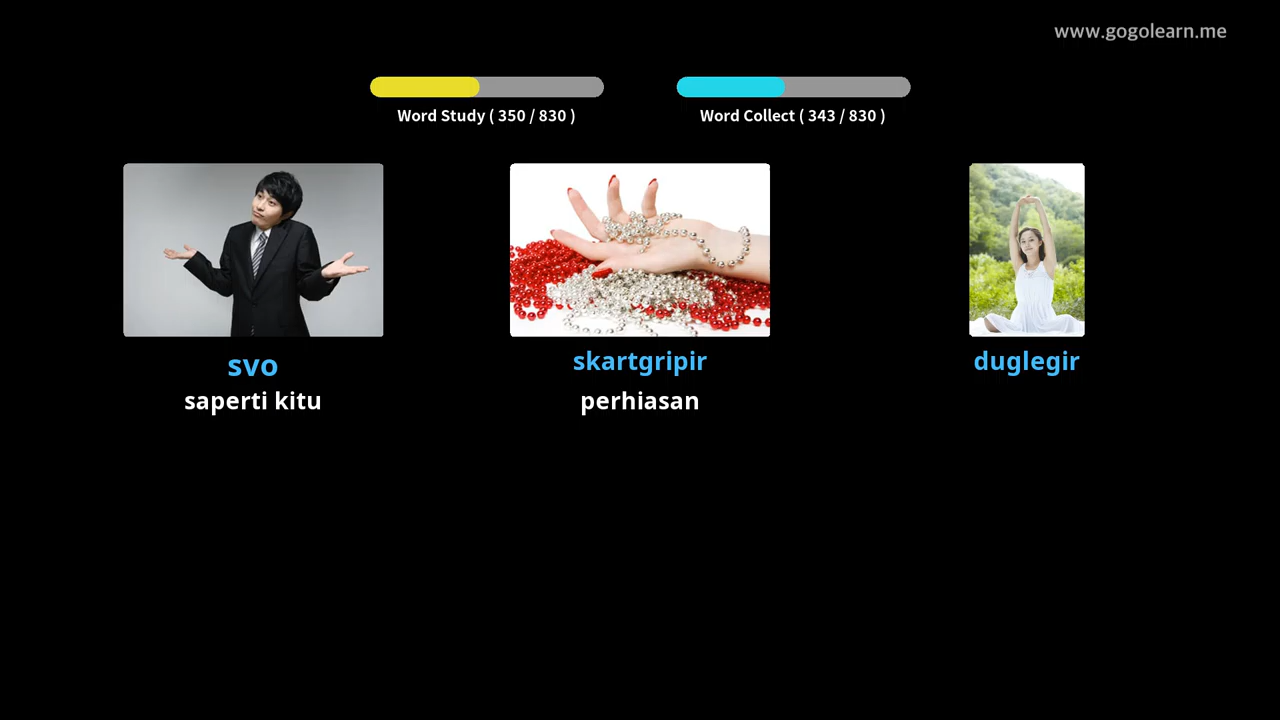 www.gogolearn.me
Word Study ( 350 / 830 )
Word Collect ( 343 / 830 )
svo
saperti kitu
skartgripir
perhiasan
duglegir